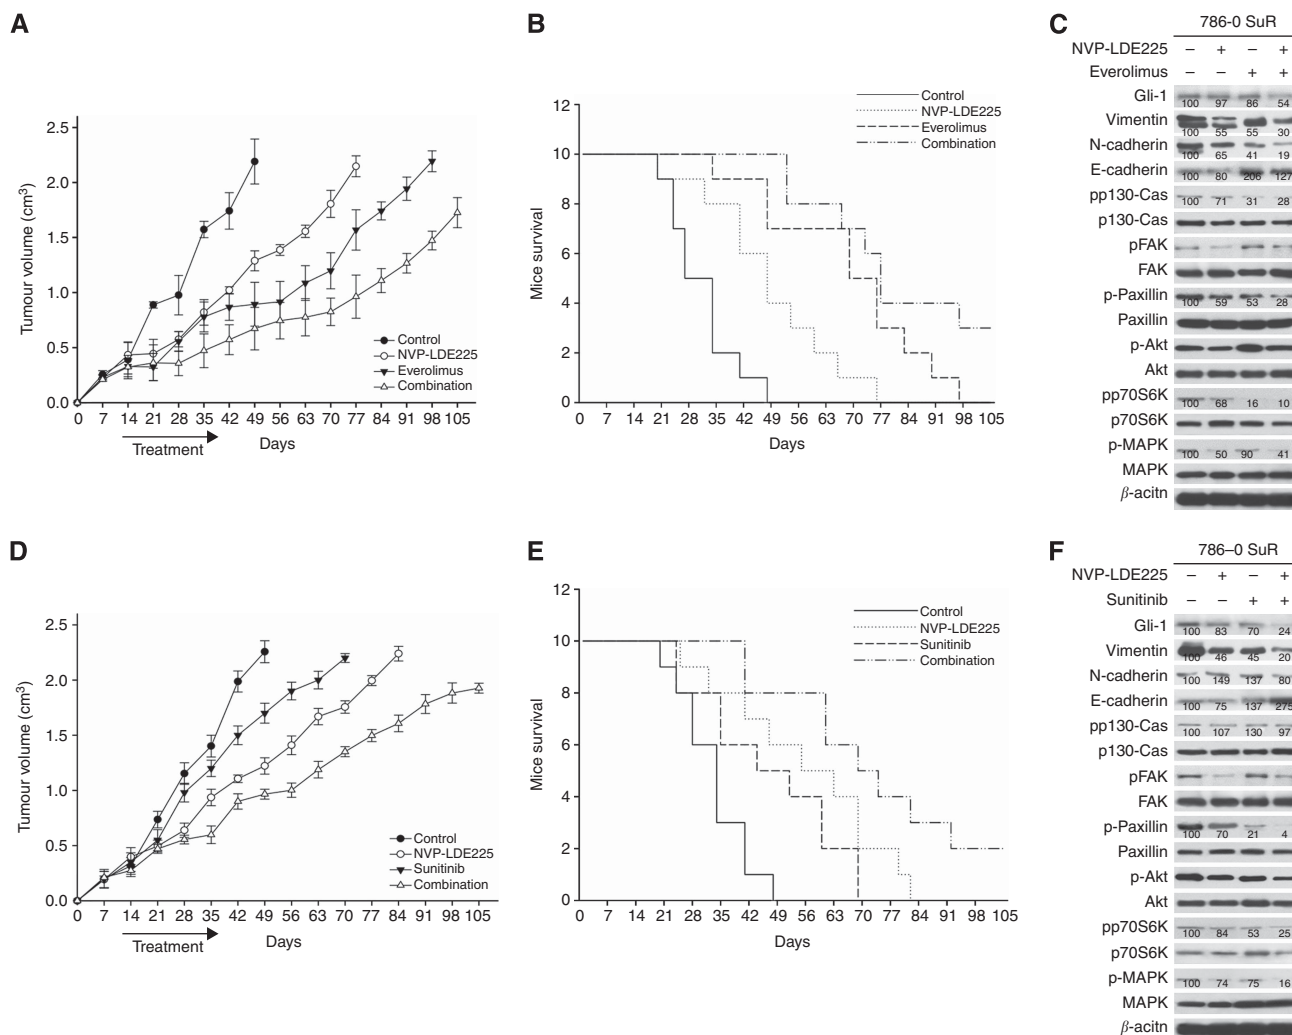 A
Tumour volume (cm3)
2.5
2.0
1.5
1.0
0.5
0.0
0 7 14 21 28 35 42 49 56 63 70 77 84 91 98 105
Treatment
Days
Control
NVP-LDE225
Everolimus
Combination
B
Mice survival
12
10
8
6
4
2
0
0 7 14 21 28 35 42 49 56 63 70 77 84 91 98 105
Days
Control
NVP-LDE225
Everolimus
Combination
C
786-0 SuR
NVP-LDE225 – + – +
Everolimus – – + +
Gli-1
100 97 86 54
Vimentin
100 55 55 30
N-cadherin
100 65 41 19
E-cadherin
100 80 206 127
pp130-Cas
100 71 31 28
p130-Cas
pFAK
FAK
p-Paxillin
100 59 53 28
Paxillin
p-Akt
Akt
pp70S6K
100 68 16 10
p70S6K
p-MAPK
100 50 90 41
MAPK
β-acitn
D
Tumour volume (cm3)
2.5
2.0
1.5
1.0
0.5
0.0
0 7 14 21 28 35 42 49 56 63 70 77 84 91 98 105
Treatment
Days
Control
NVP-LDE225
Sunitinib
Combination
E
Mice survival
12
10
8
6
4
2
0
0 7 14 21 28 35 42 49 56 63 70 77 84 91 98 105
Days
Control
NVP-LDE225
Sunitinib
Combination
F
786–0 SuR
NVP-LDE225 – + – +
Sunitinib – – + +
Gli-1
100 83 70 24
Vimentin
100 46 45 20
N-cadherin
100 149 137 80
E-cadherin
100 75 137 275
pp130-Cas
100 107 130 97
p130-Cas
pFAK
FAK
p-Paxillin
100 70 21 4
Paxillin
p-Akt
Akt
pp70S6K
100 84 53 25
p70S6K
p-MAPK
100 74 75 16
MAPK
β-acitn